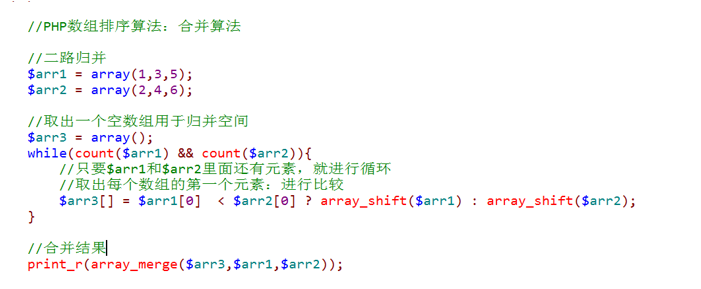 //PHP数组排序算法：合并算法
//二路归并
$arr1 = array(1,3,5);
$arr2 = array(2,4,6);
//取出一个空数组用于归并空间
$arr3 = array();
while(count($arr1) && count($arr2)){
//只要$arr1和$arr2里面还有元素，就进行循环
//取出每个数组的第一个元素：进行比较
$arr3[] = $arr1[0]  < $arr2[0] ? array_shift($arr1) : array_shift($arr2);
}
//合并结果
print_r(array_merge($arr3,$arr1,$arr2));